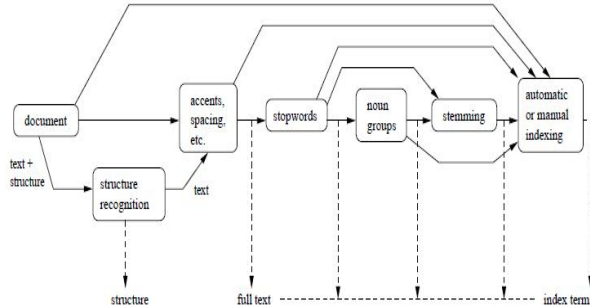 document
text +
structure
structure
recognition
text
accents,
spacing,
etc.
stopwords
noun
groups
stemming
automatic
or manual
indexing
structure
full text
index term